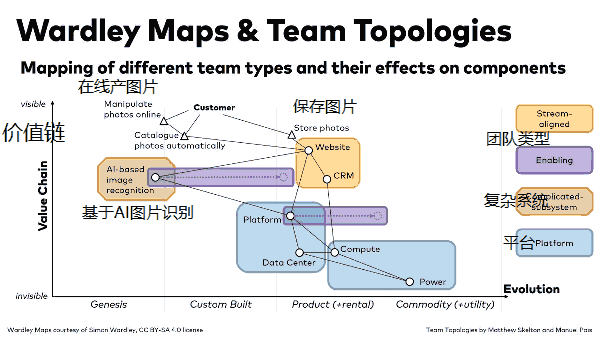 Wardley Maps & Team Topologies
Mapping of different team types and their effects on components
在线产图片
visible
Manipulate
photos online
Customer
保存图片
Store photos
价值链
Catalogue
photos automatically
Website
CRM
AI-based
image
recognition
基于AI图片识别
Value Chain
Platform
Data Center
Compute
Power
Stream-
aligned
团队类型
Enabling
复杂系统
Complicated-
subsystem
平台
Platform
invisible
Evolution
Genesis
Custom Built
Product (+rental)
Commodity (+utility)
Wardley Maps courtesy of Simon Wardley, CC BY-SA 4.0 license
Team Topologies by Matthew Skelton and Manuel Pais